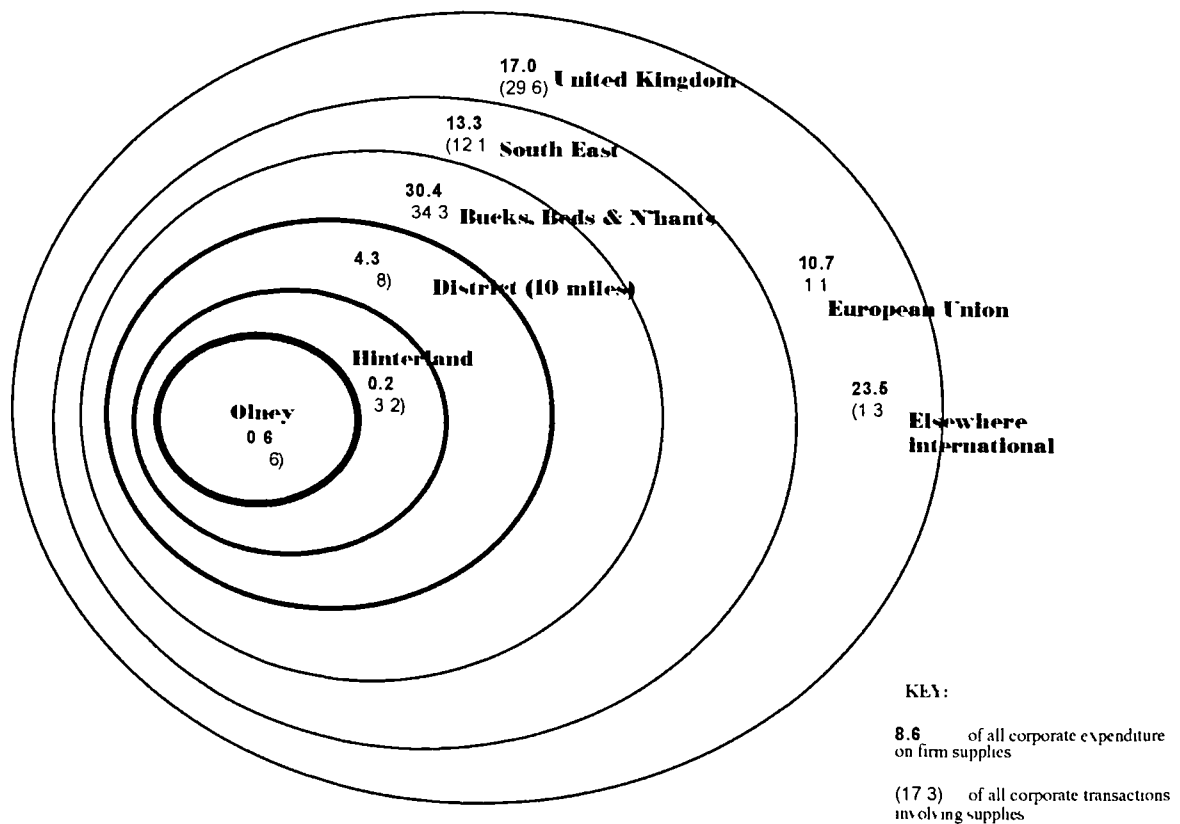 17.0
(29 6) United Kingdom
13.3
(12 1 South East
30.4
34 3 Bucks, Beds & N'hants
4.3
8) District (10 miles)
10.7
1 1
European Union
Hinterland
0.2
3 2)
23.5
(1 3 Elsewhere
international
Olney
0 6
6)
KEY:
8.6 of all corporate expenditure
on firm supplies
(17 3) of all corporate transactions
involving supplies